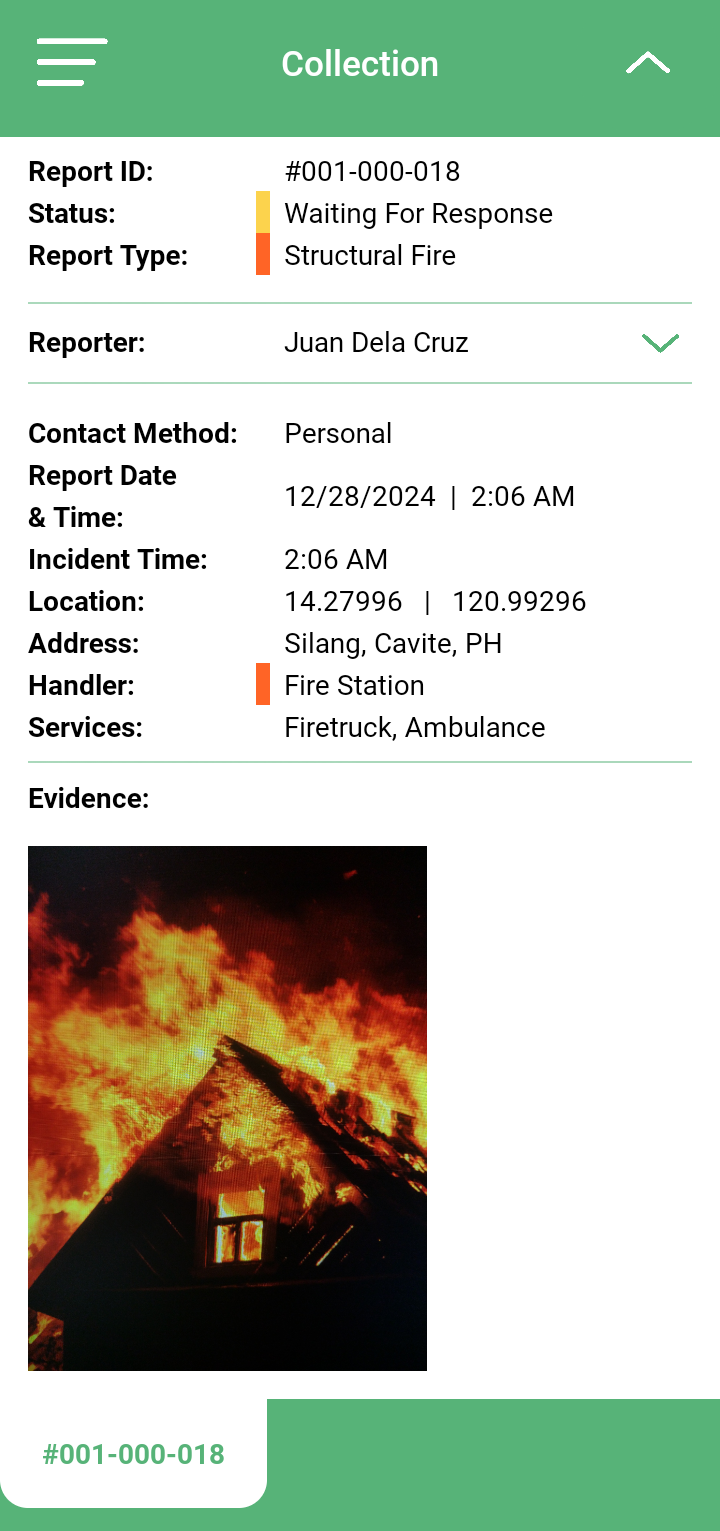 Collection
Report ID: #001-000-018
Status: Waiting For Response
Report Type: Structural Fire
Reporter: Juan Dela Cruz
Contact Method: Personal
Report Date
& Time: 12/28/2024 | 2:06 AM
Incident Time: 2:06 AM
Location: 14.27996 | 120.99296
Address: Silang, Cavite, PH
Handler: Fire Station
Services: Firetruck, Ambulance
Evidence:
#001-000-018